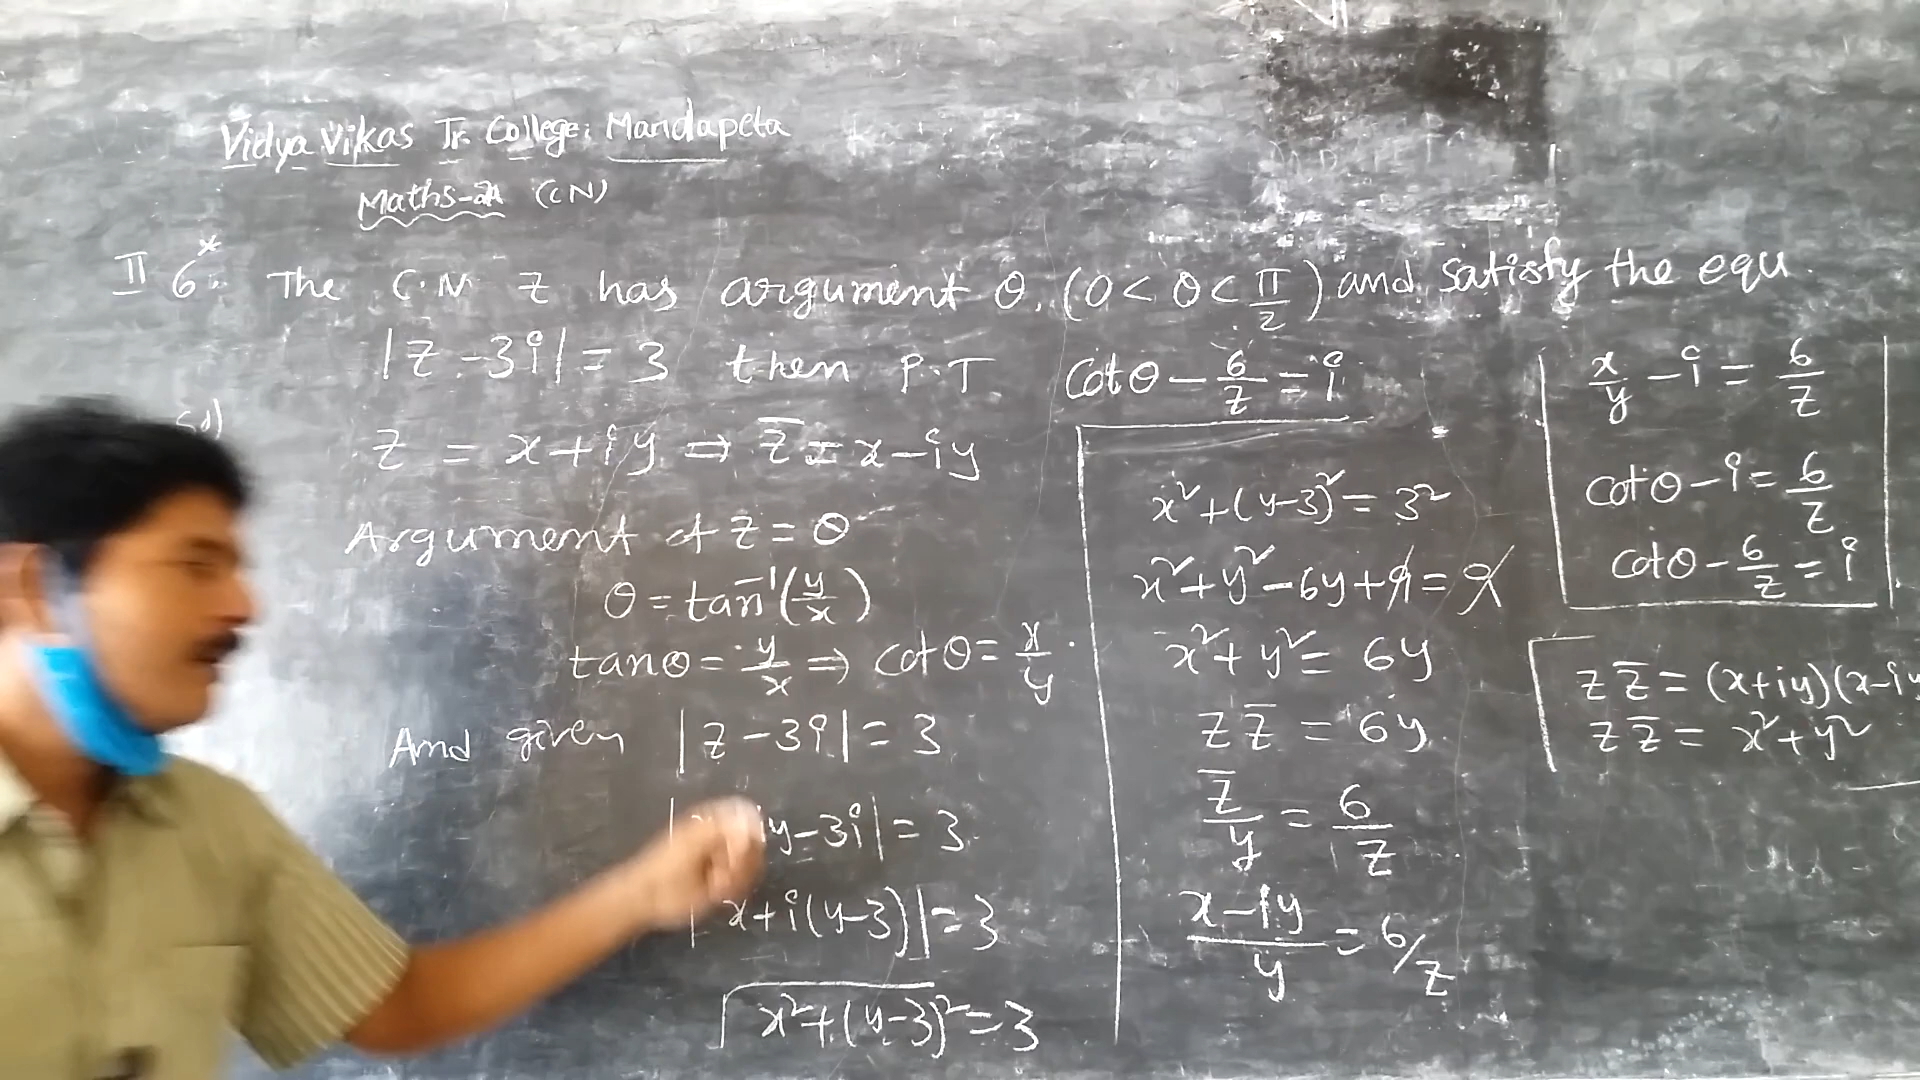 Vidya Vikas Jr. College: Mandapeta
Maths-2A (CN)
II 6*. The C.N. Z has argument θ. (0 < θ < π/2) and satisfy the equ.
|Z - 3i| = 3 then P.T cotθ - 6/Z = i
Z = x + iy ⇒ Z̅ = x - iy
Argument of Z = θ
θ = tan⁻¹(y/x)
tanθ = y/x ⇒ cotθ = x/y.
And given |Z - 3i| = 3
iy - 3i| = 3
|x + i(y-3)| = 3
√x² + (y-3)² = 3
x² + (y-3)² = 3²
x² + y² - 6y + 9 = 9
x² + y² = 6y
Z Z̅ = 6y
Z̅/y = 6/Z
(x - iy)/y = 6/Z
x/y - i = 6/Z
cotθ - i = 6/Z
cotθ - 6/Z = i
Z Z̅ = (x + iy)(x - iy
Z Z̅ = x² + y²